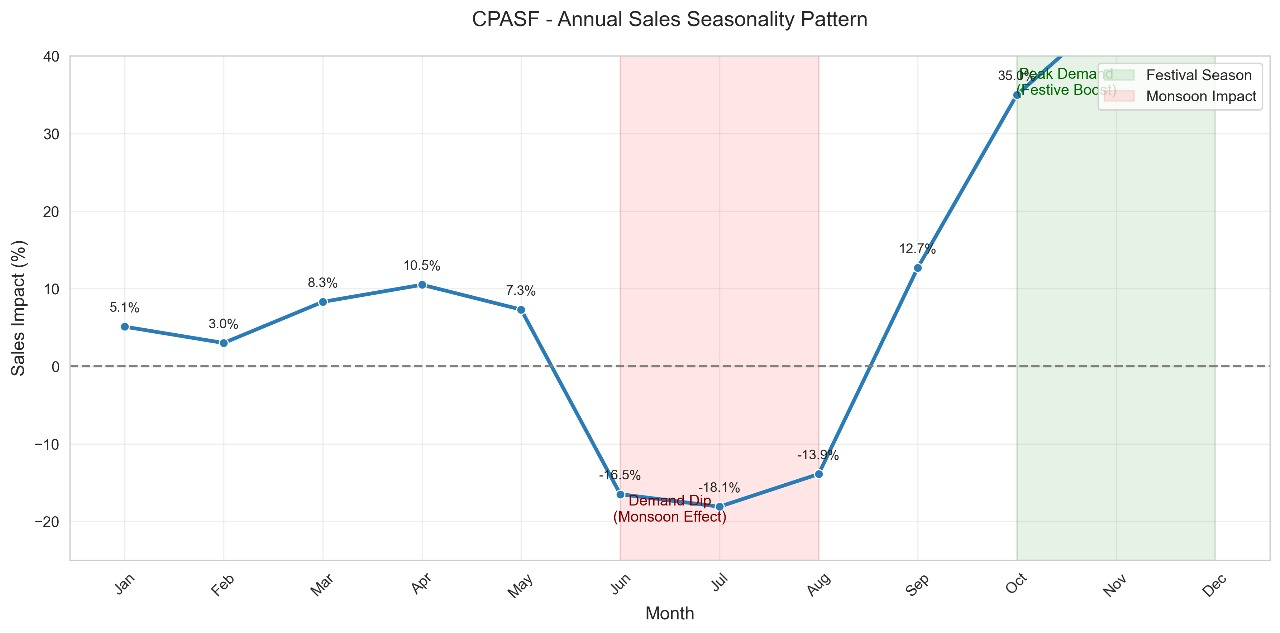 CPASF - Annual Sales Seasonality Pattern
Sales Impact (%)
40
30
20
10
0
−10
−20
5.1%
3.0%
8.3%
10.5%
7.3%
-16.5%
-18.1%
-13.9%
12.7%
35.0%
Demand Dip
(Monsoon Effect)
Peak Demand
(Festive Boost)
Festival Season
Monsoon Impact
Jan
Feb
Mar
Apr
May
Jun
Jul
Aug
Sep
Oct
Nov
Dec
Month